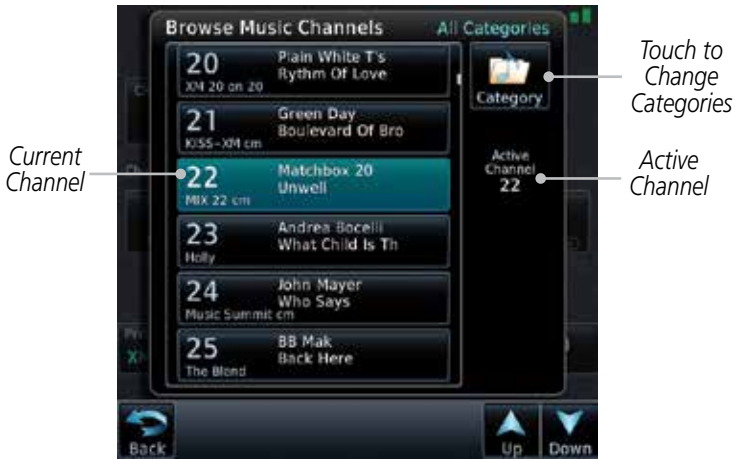 Browse Music Channels
All Categories
20
Plain White T's
Rythm Of Love
XM 20 on 20
Category
21
Green Day
Boulevard Of Bro
KISS-XM cm
22
Matchbox 20
Unwell
MIX 22 cm
Active
Channel
22
23
Andrea Bocelli
What Child Is Th
Holly
24
John Mayer
Who Says
Music Summit cm
25
BB Mak
Back Here
The Blend
Back
Up
Down
Current
Channel
Touch to
Change
Categories
Active
Channel